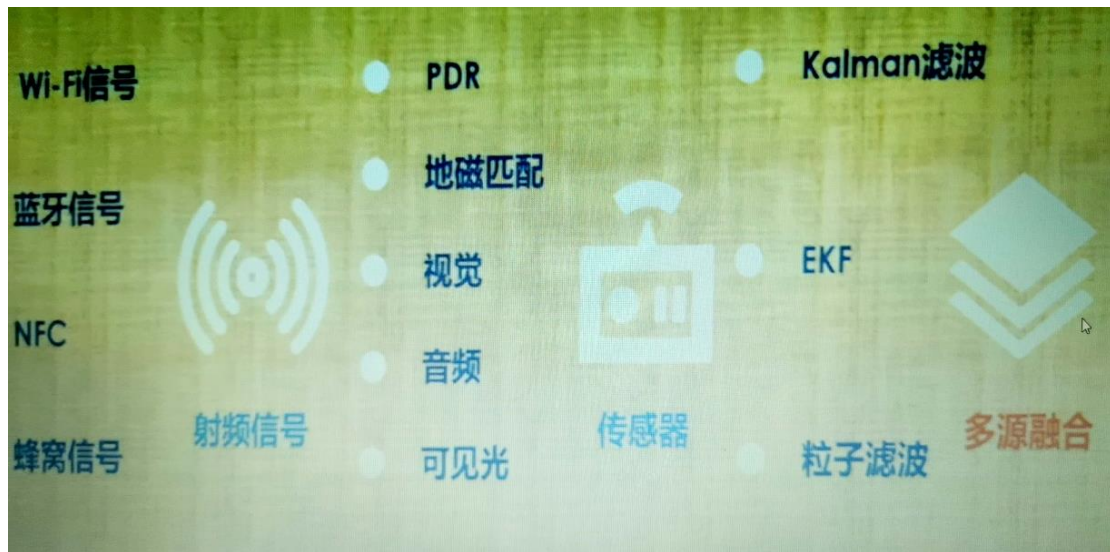 Wi-Fi信号
蓝牙信号
NFC
蜂窝信号
射频信号
PDR
地磁匹配
视觉
音频
可见光
传感器
Kalman滤波
EKF
粒子滤波
多源融合